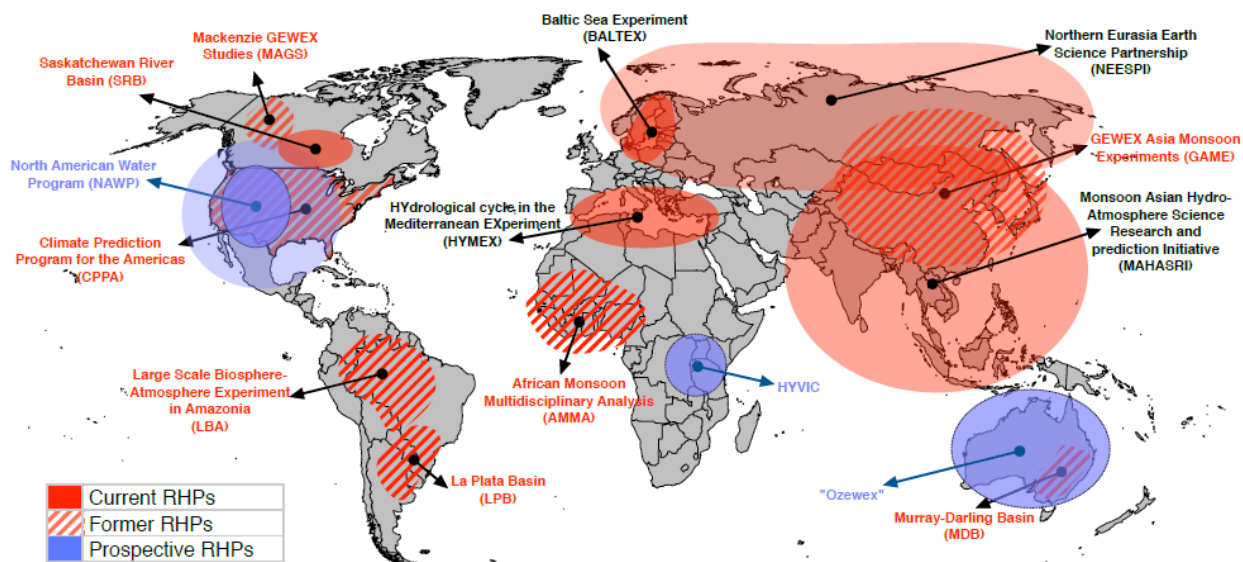 Baltic Sea Experiment
(BALTEX)
Mackenzie GEWEX
Studies (MAGS)
Northern Eurasia Earth
Science Partnership
(NEESPI)
Saskatchewan River
Basin (SRB)
GEWEX Asia Monsoon
Experiments (GAME)
North American Water
Program (NAWP)
HYdrological cycle in the
Mediterranean EXperiment
(HYMEX)
Monsoon Asian Hydro-
Atmosphere Science
Research and
prediction Initiative
(MAHASRI)
Climate Prediction
Program for the Americas
(CPPA)
Large Scale Biosphere-
Atmosphere Experiment
in Amazonia
(LBA)
African Monsoon
Multidisciplinary Analysis
(AMMA)
HYVIC
La Plata Basin
(LPB)
"Ozewex"
Murray-Darling Basin
(MDB)
Current RHPs
Former RHPs
Prospective RHPs